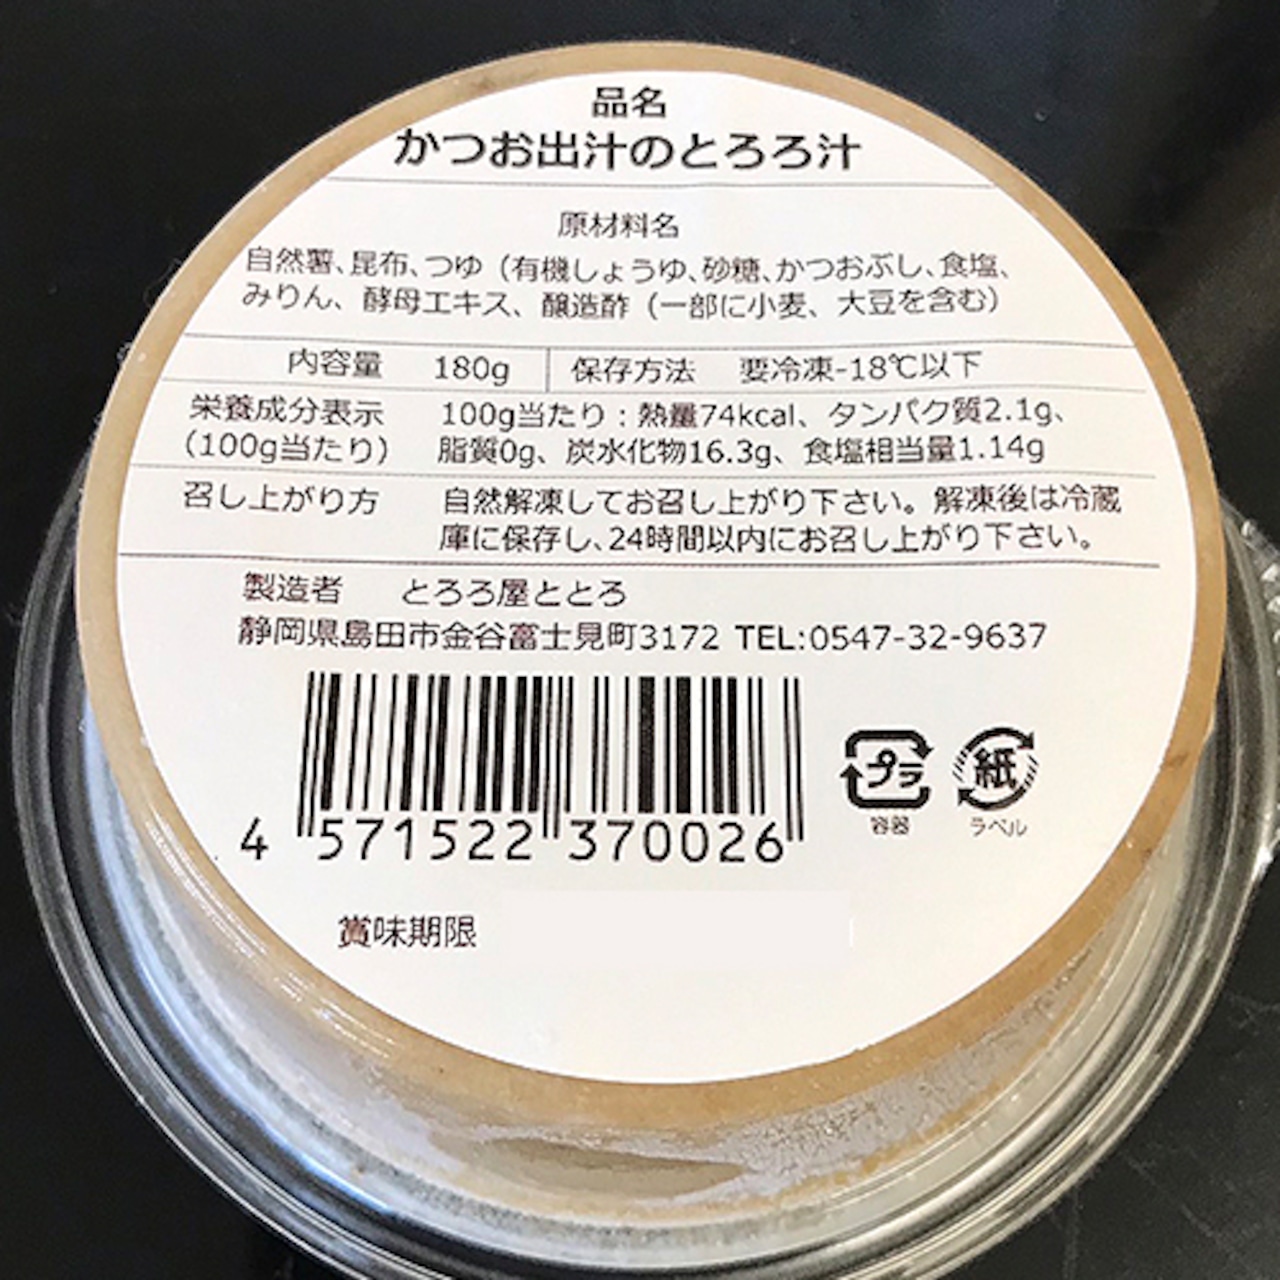 品名
かつお出汁のとろろ汁
原材料名
自然薯、昆布、つゆ（有機しょうゆ、砂糖、かつおぶし、食塩、
みりん、酵母エキス、醸造酢（一部に小麦、大豆を含む）
内容量 180g 保存方法 要冷凍-18℃以下
栄養成分表示 100g当たり：熱量74kcal、タンパク質2.1g、
（100g当たり） 脂質0g、炭水化物16.3g、食塩相当量1.14g
召し上がり方 自然解凍してお召し上がり下さい。解凍後は冷蔵
庫に保存し、24時間以内にお召し上がり下さい。
製造者 とろろ屋ととろ
静岡県島田市金谷富士見町3172 TEL:0547-32-9637
プラ 紙
容器 ラベル
4 571522 370026
賞味期限